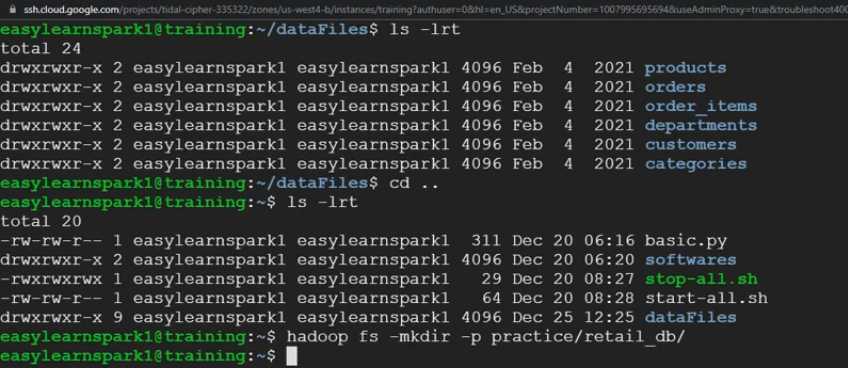 ssh.cloud.google.com/projects/tidal-cipher-335322/zones/us-west4-b/instances/training?authuser=0&hl=en_US&projectNumber=1007995695694&useAdminProxy=true&troubleshoot400
easylearnspark1@training:~/dataFiles$ ls -lrt
total 24
drwxrwxr-x 2 easylearnspark1 easylearnspark1 4096 Feb  4  2021 products
drwxrwxr-x 2 easylearnspark1 easylearnspark1 4096 Feb  4  2021 orders
drwxrwxr-x 2 easylearnspark1 easylearnspark1 4096 Feb  4  2021 order_items
drwxrwxr-x 2 easylearnspark1 easylearnspark1 4096 Feb  4  2021 departments
drwxrwxr-x 2 easylearnspark1 easylearnspark1 4096 Feb  4  2021 customers
drwxrwxr-x 2 easylearnspark1 easylearnspark1 4096 Feb  4  2021 categories
easylearnspark1@training:~/dataFiles$ cd ..
easylearnspark1@training:~$ ls -lrt
total 20
-rw-rw-r-- 1 easylearnspark1 easylearnspark1  311 Dec 20 06:16 basic.py
drwxrwxr-x 2 easylearnspark1 easylearnspark1 4096 Dec 20 06:20 softwares
-rwxrwxrwx 1 easylearnspark1 easylearnspark1   29 Dec 20 08:27 stop-all.sh
-rw-rw-r-- 1 easylearnspark1 easylearnspark1   64 Dec 20 08:28 start-all.sh
drwxrwxr-x 9 easylearnspark1 easylearnspark1 4096 Dec 25 12:25 dataFiles
easylearnspark1@training:~$ hadoop fs -mkdir -p practice/retail_db/
easylearnspark1@training:~$